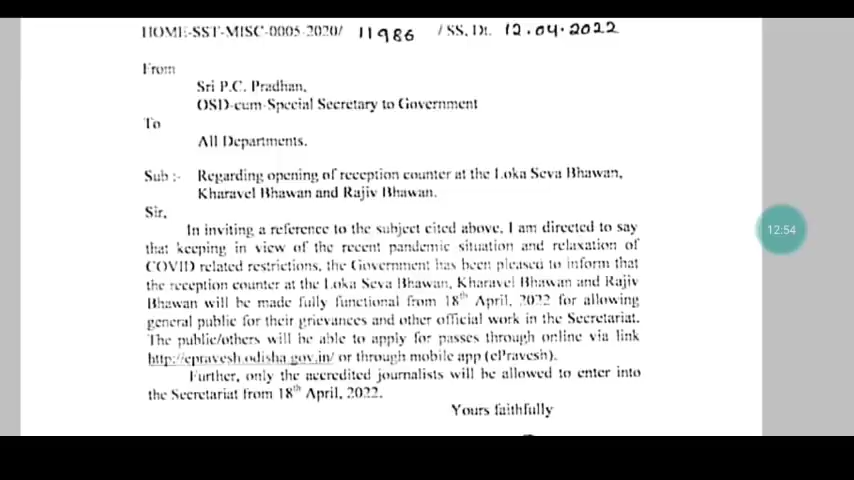 HOME-SST-MISC-0005-2020/ 11986 /SS, Dt. 12.04.2022
From
Sri P.C. Pradhan,
OSD-cum-Special Secretary to Government
To
All Departments.
Sub :- Regarding opening of reception counter at the Loka Seva Bhawan,
Kharavel Bhawan and Rajiv Bhawan.
Sir,
In inviting a reference to the subject cited above, I am directed to say
that keeping in view of the recent pandemic situation and relaxation of
COVID related restrictions, the Government has been pleased to inform that
the reception counter at the Loka Seva Bhawan, Kharavel Bhawan and Rajiv
Bhawan will be made fully functional from 18th April, 2022 for allowing
general public for their grievances and other official work in the Secretariat.
The public/others will be able to apply for passes through online via link
http://epravesh.odisha.gov.in/ or through mobile app (ePravesh).
Further, only the accredited journalists will be allowed to enter into
the Secretariat from 18th April, 2022.
Yours faithfully
12:54